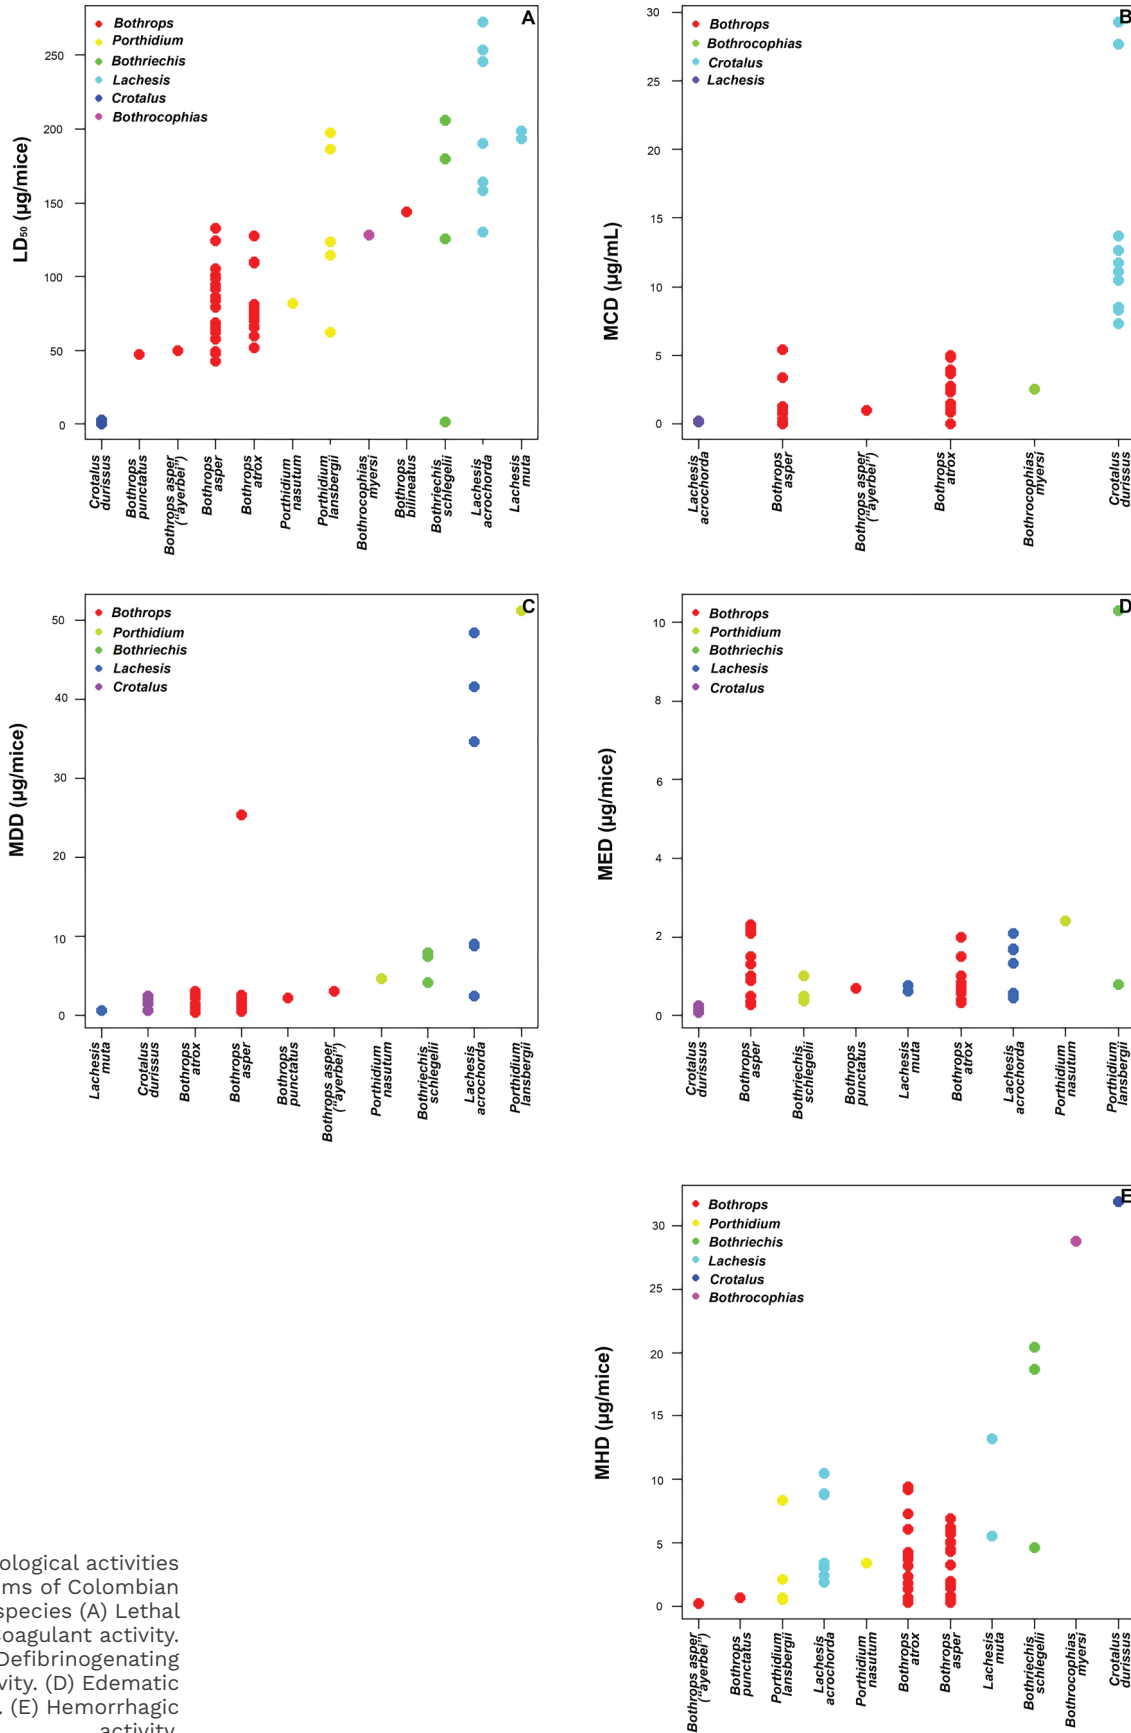 A
Bothrops
Porthidium
Bothriechis
Lachesis
Crotalus
Bothrocophias
LD₅₀ (µg/mice)
250
200
150
100
50
0
Crotalus
durissus
Bothrops
punctatus
Bothrops asper
("ayerbei")
Bothrops
asper
Bothrops
atrox
Porthidium
nasutum
Porthidium
lansbergii
Bothrocophias
myersi
Bothrops
bilineatus
Bothriechis
schlegelii
Lachesis
acrochorda
Lachesis
muta
B
Bothrops
Bothrocophias
Crotalus
Lachesis
MCD (µg/mL)
30
25
20
15
10
5
0
Lachesis
acrochorda
Bothrops
asper
Bothrops asper
("ayerbei")
Bothrops
atrox
Bothrocophias
myersi
Crotalus
durissus
C
Bothrops
Porthidium
Bothriechis
Lachesis
Crotalus
MDD (µg/mice)
50
40
30
20
10
0
Lachesis
muta
Crotalus
durissus
Bothrops
atrox
Bothrops
asper
Bothrops
punctatus
Bothrops asper
("ayerbei")
Porthidium
nasutum
Bothriechis
schlegelii
Lachesis
acrochorda
Porthidium
lansbergii
D
Bothrops
Porthidium
Bothriechis
Lachesis
Crotalus
MED (µg/mice)
10
8
6
4
2
0
Crotalus
durissus
Bothrops
asper
Bothriechis
schlegelii
Bothrops
punctatus
Lachesis
muta
Bothrops
atrox
Lachesis
acrochorda
Porthidium
nasutum
Porthidium
lansbergii
E
Bothrops
Porthidium
Bothriechis
Lachesis
Crotalus
Bothrocophias
MHD (µg/mice)
30
25
20
15
10
5
0
Bothrops asper
("ayerbei")
Bothrops
punctatus
Porthidium
lansbergii
Lachesis
acrochorda
Porthidium
nasutum
Bothrops
atrox
Bothrops
asper
Lachesis
muta
Bothriechis
schlegelii
Bothrocophias
myersi
Crotalus
durissus
ological activities
ms of Colombian
species (A) Lethal
Coagulant activity.
Defibrinogenating
vity. (D) Edematic
. (E) Hemorrhagic
activity.